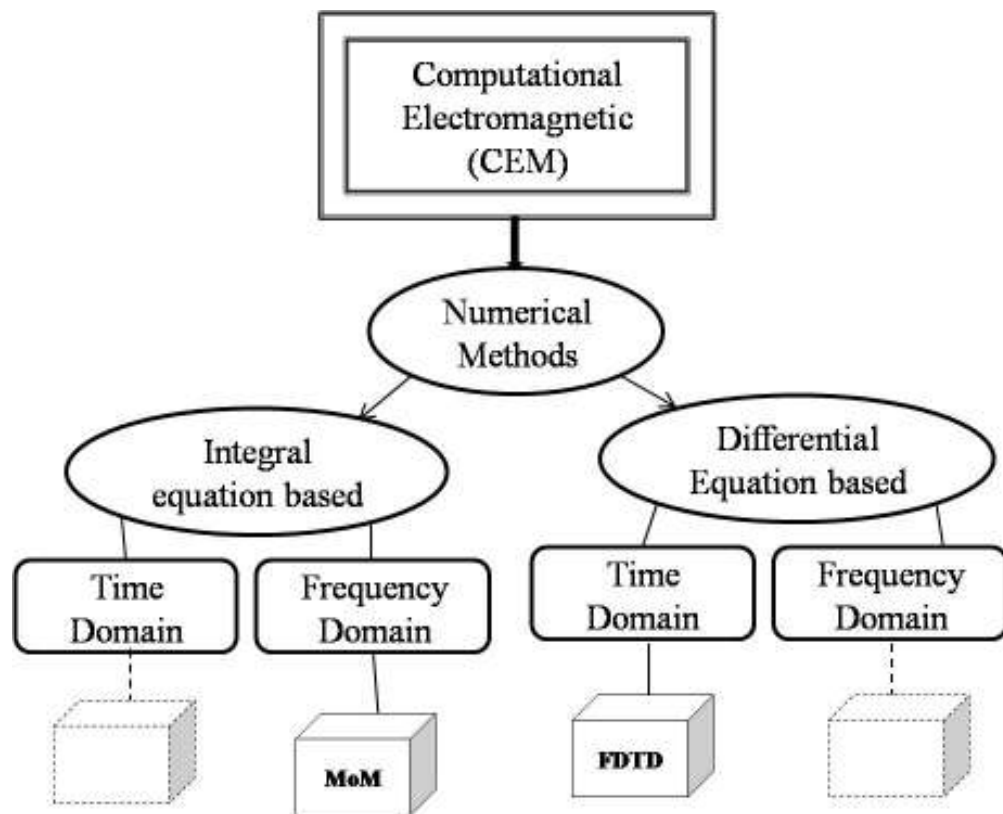 Computational
Electromagnetic
(CEM)
Numerical
Methods
Integral
equation based
Differential
Equation based
Time
Domain
Frequency
Domain
Time
Domain
Frequency
Domain
MoM
FDTD